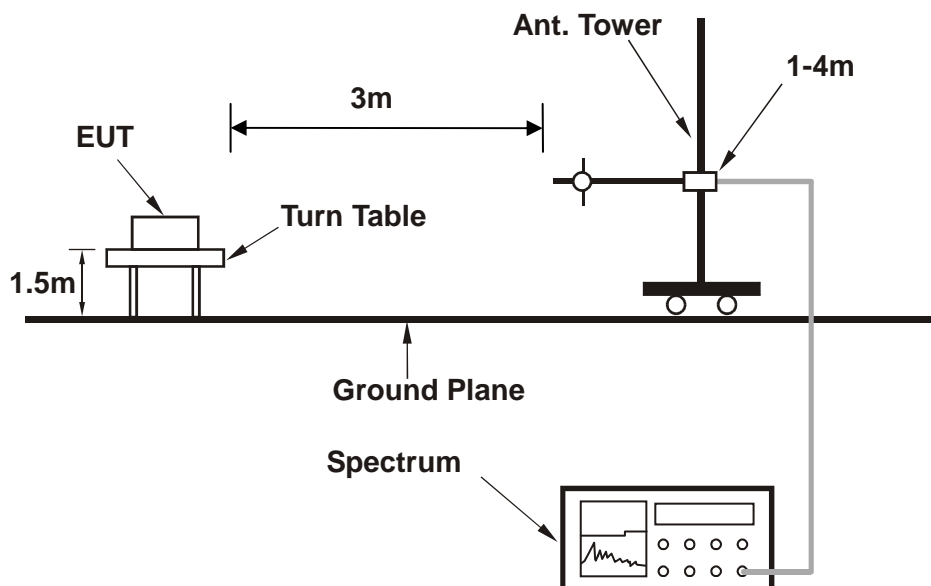 Ant. Tower
1-4m
3m
EUT
Turn Table
1.5m
Ground Plane
Spectrum